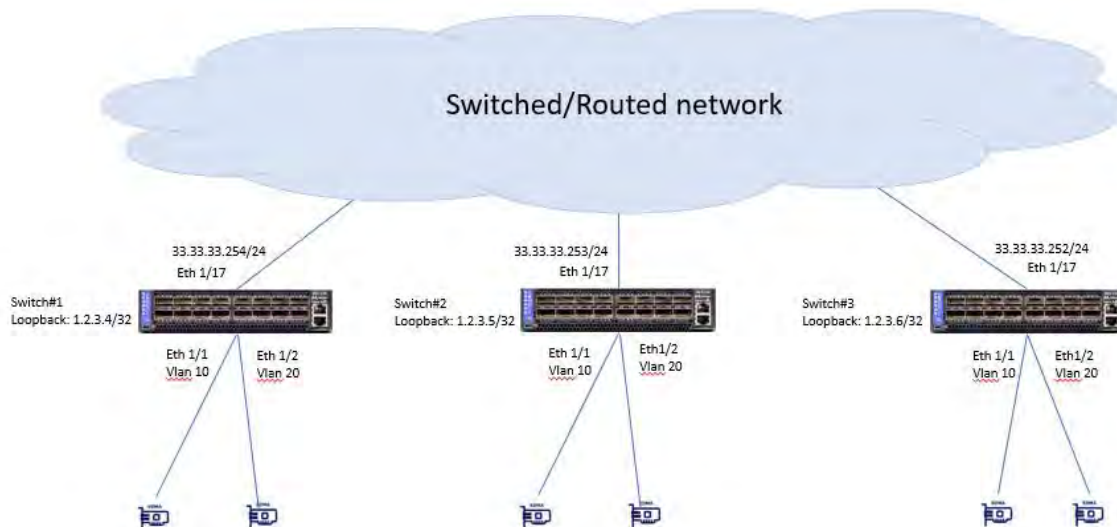 Switched/Routed network
33.33.33.254/24
Eth 1/17
33.33.33.253/24
Eth 1/17
33.33.33.252/24
Eth 1/17
Switch#1
Loopback: 1.2.3.4/32
Switch#2
Loopback: 1.2.3.5/32
Switch#3
Loopback: 1.2.3.6/32
Eth 1/1
Vlan 10
Eth 1/2
Vlan 20
Eth 1/1
Vlan 10
Eth1/2
Vlan 20
Eth 1/1
Vlan 10
Eth1/2
Vlan 20